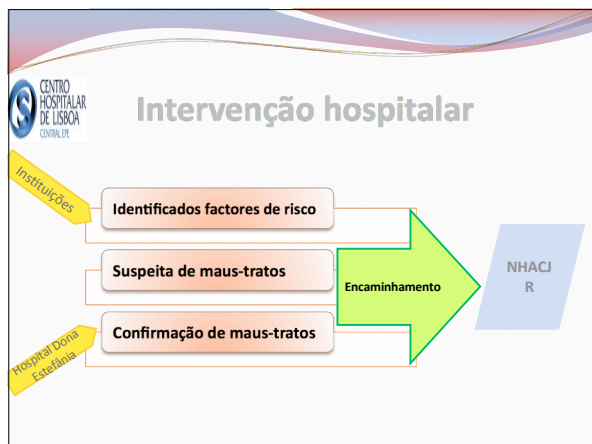 CENTRO
HOSPITALAR
DE LISBOA
CENTRAL EPE
Intervenção hospitalar
Instituições
Identificados factores de risco
Suspeita de maus-tratos
Confirmação de maus-tratos
Hospital Dona
Estefânia
Encaminhamento
NHACJ
R